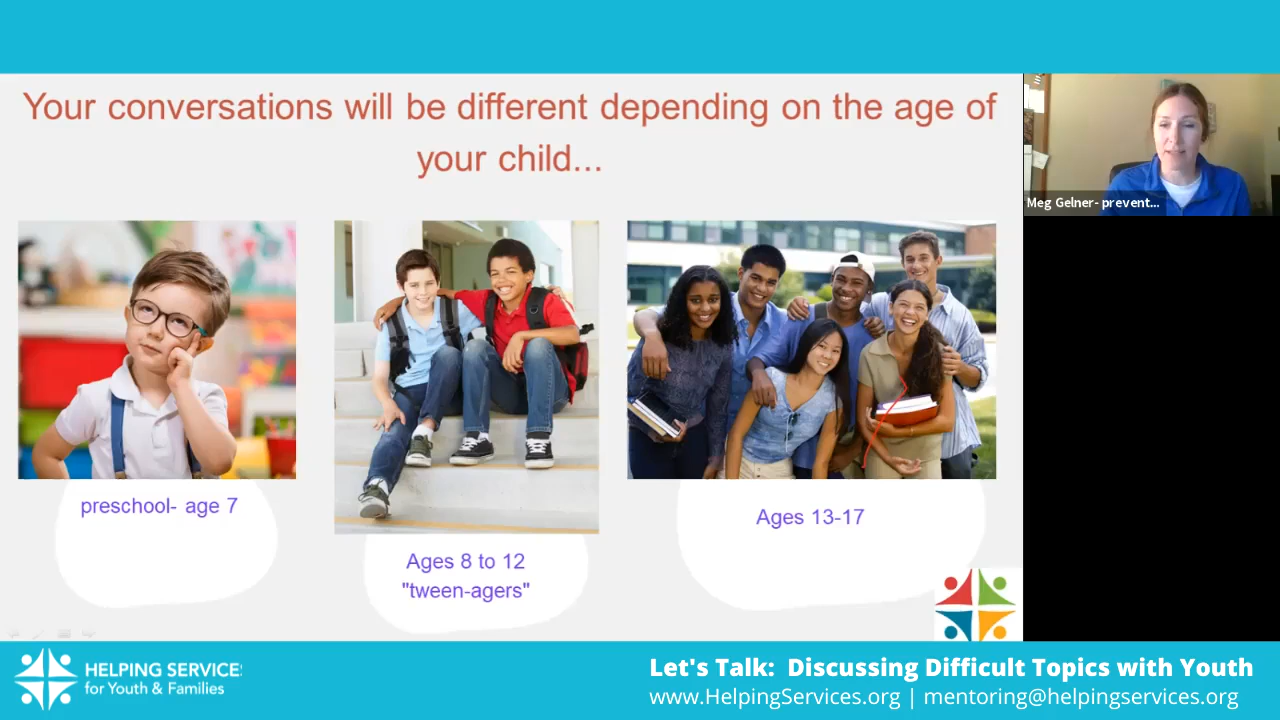 Your conversations will be different depending on the age of
your child...
Meg Gelner- prevent...
preschool- age 7
Ages 8 to 12
"tween-agers"
Ages 13-17
HELPING SERVICES
for Youth & Families
Let's Talk:  Discussing Difficult Topics with Youth
www.HelpingServices.org | mentoring@helpingservices.org